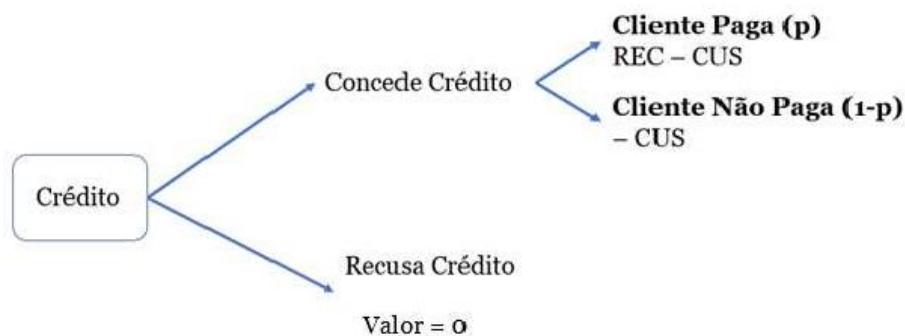 Cliente Paga (p)
REC – CUS
Concede Crédito
Cliente Não Paga (1-p)
– CUS
Crédito
Recusa Crédito
Valor = 0